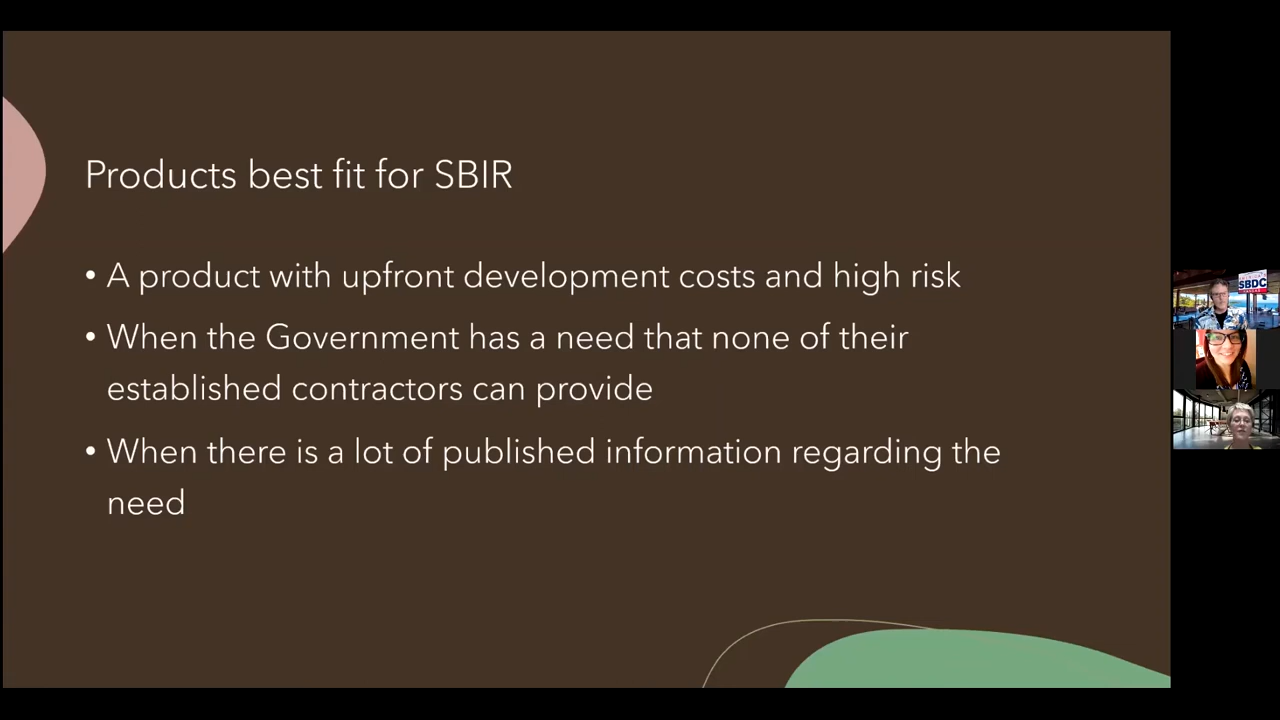 Products best fit for SBIR
• A product with upfront development costs and high risk
• When the Government has a need that none of their
established contractors can provide
• When there is a lot of published information regarding the
need
SBDC